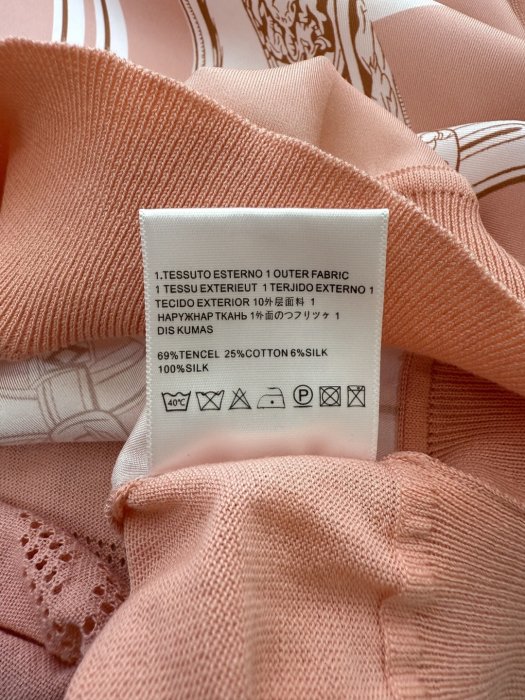 1.TESSUTO ESTERNO 1 OUTER FABRIC
1 TESSU EXTERIEUT 1 TERJIDO EXTERNO 1
TECIDO EXTERIOR 10外层面料 1
НАРУЖНАР ТКАНЬ 1外面のつフリツヶ 1
DIS KUMAS
69%TENCEL 25%COTTON 6%SILK
100%SILK
40℃ P